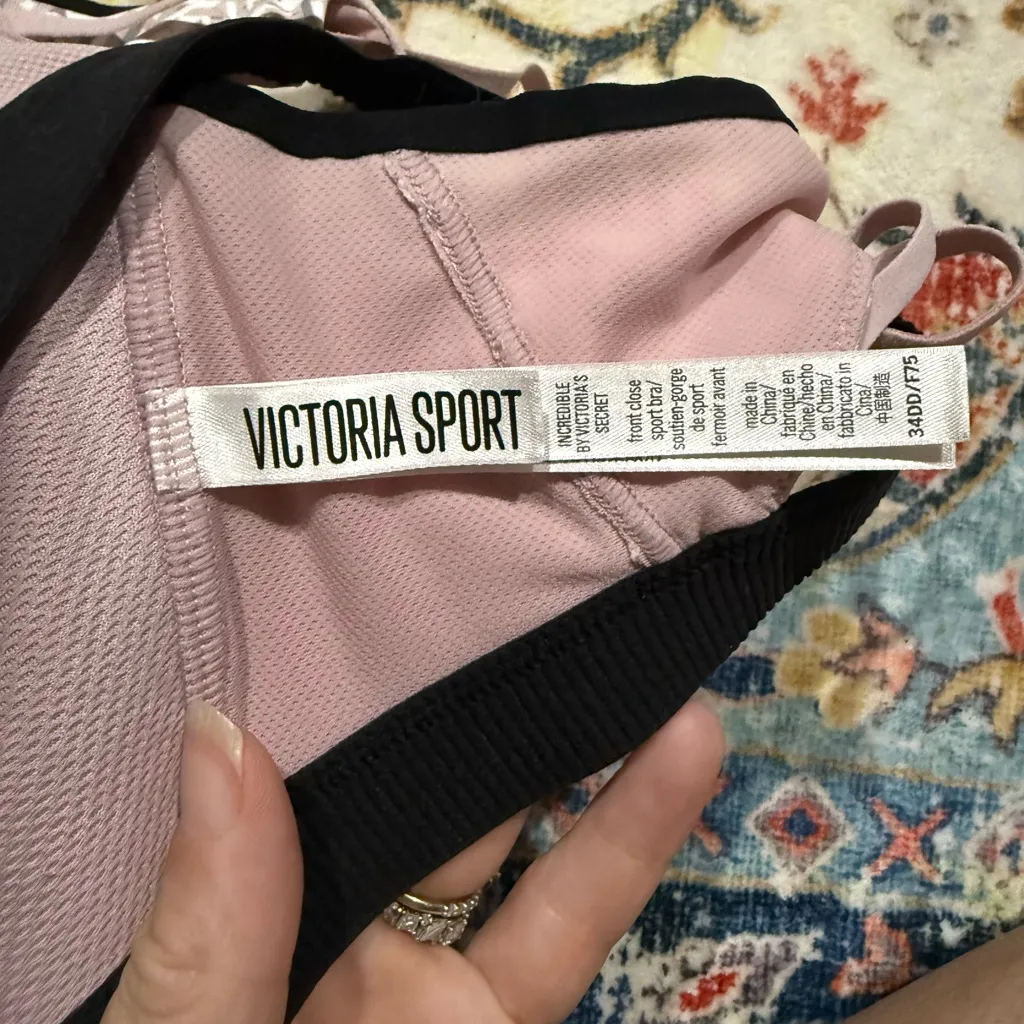 VICTORIA SPORT
INCREDIBLE
BY VICTORIA'S
SECRET
front close
sport bra/
soutien-gorge
de sport
fermoir avant
made in
China/
fabriqué en
Chine/hecho
en China/
fabricato in
Cina/
中国制造
34DD/F75